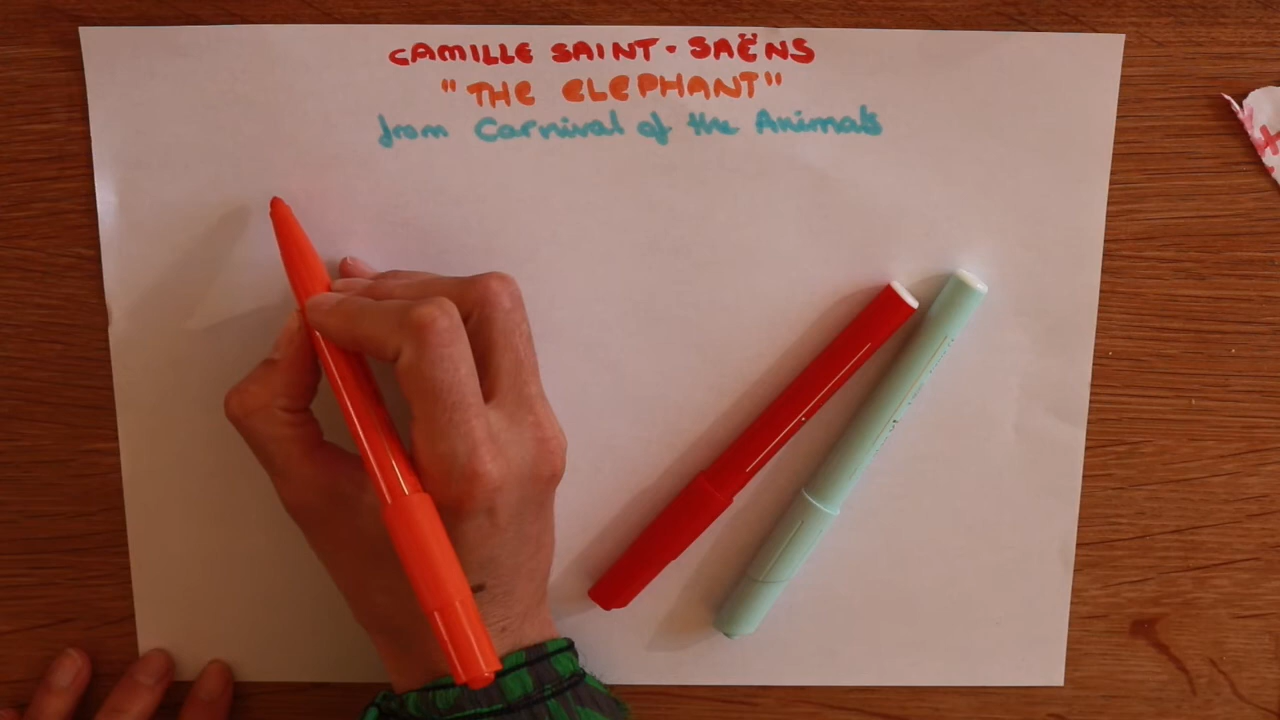 CAMILLE SAINT-SAËNS
"THE ELEPHANT"
from Carnival of the Animals